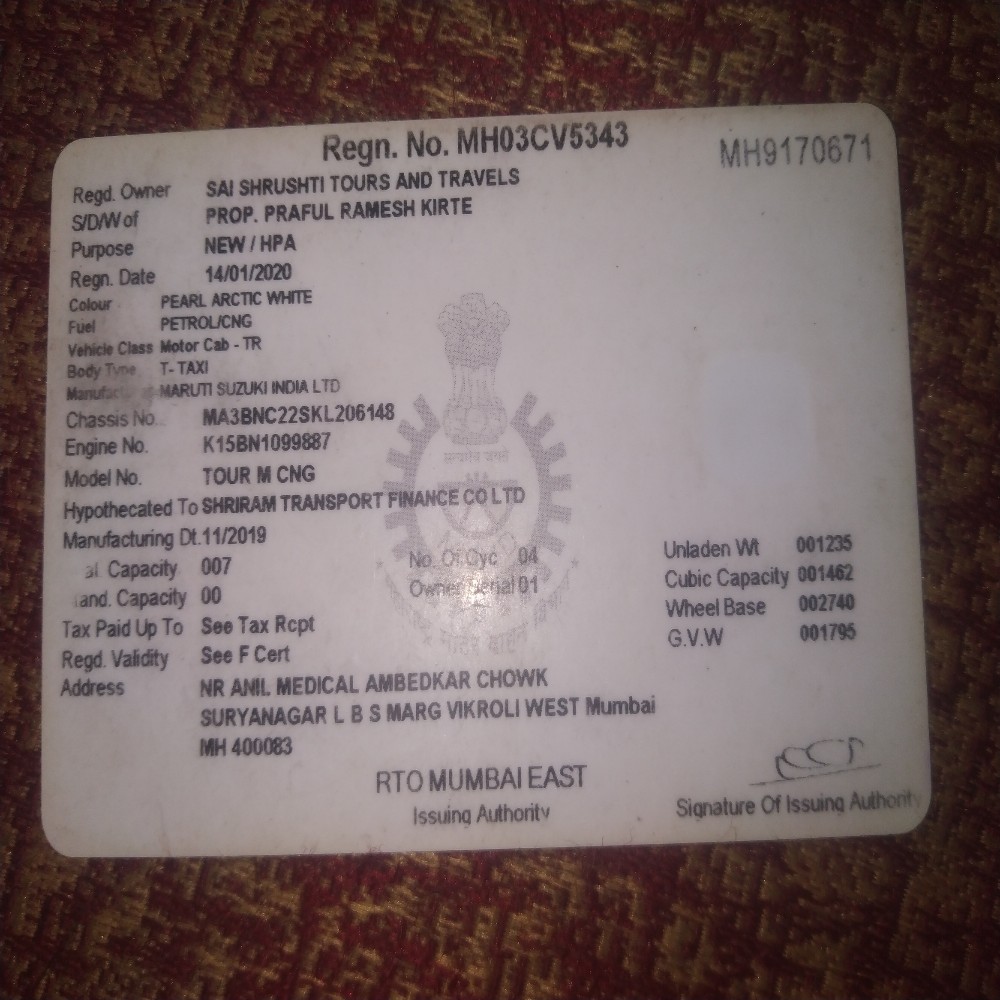 Regn. No. MH03CV5343
MH9170671
Regd. Owner SAI SHRUSHTI TOURS AND TRAVELS
S/D/W of PROP. PRAFUL RAMESH KIRTE
Purpose NEW / HPA
Regn. Date 14/01/2020
Colour PEARL ARCTIC WHITE
Fuel PETROL/CNG
Vehicle Class Motor Cab - TR
Body Type T- TAXI
MARUTI SUZUKI INDIA LTD
Chassis No. MA3BNC22SKL206148
Engine No. K15BN1099887
Model No. TOUR M CNG
Hypothecated To SHRIRAM TRANSPORT FINANCE CO LTD
Manufacturing Dt. 11/2019
Capacity 007 No. Of Cyc 04
Capacity 00 Owner Serial 01
Tax Paid Up To See Tax Rcpt
Regd. Validity See F Cert
Unladen Wt 001235
Cubic Capacity 001462
Wheel Base 002740
G.V.W 001795
Address NR ANIL MEDICAL AMBEDKAR CHOWK
SURYANAGAR L B S MARG VIKROLI WEST Mumbai
MH 400083
RTO MUMBAI EAST
Issuing Authority
Signature Of Issuing Authority